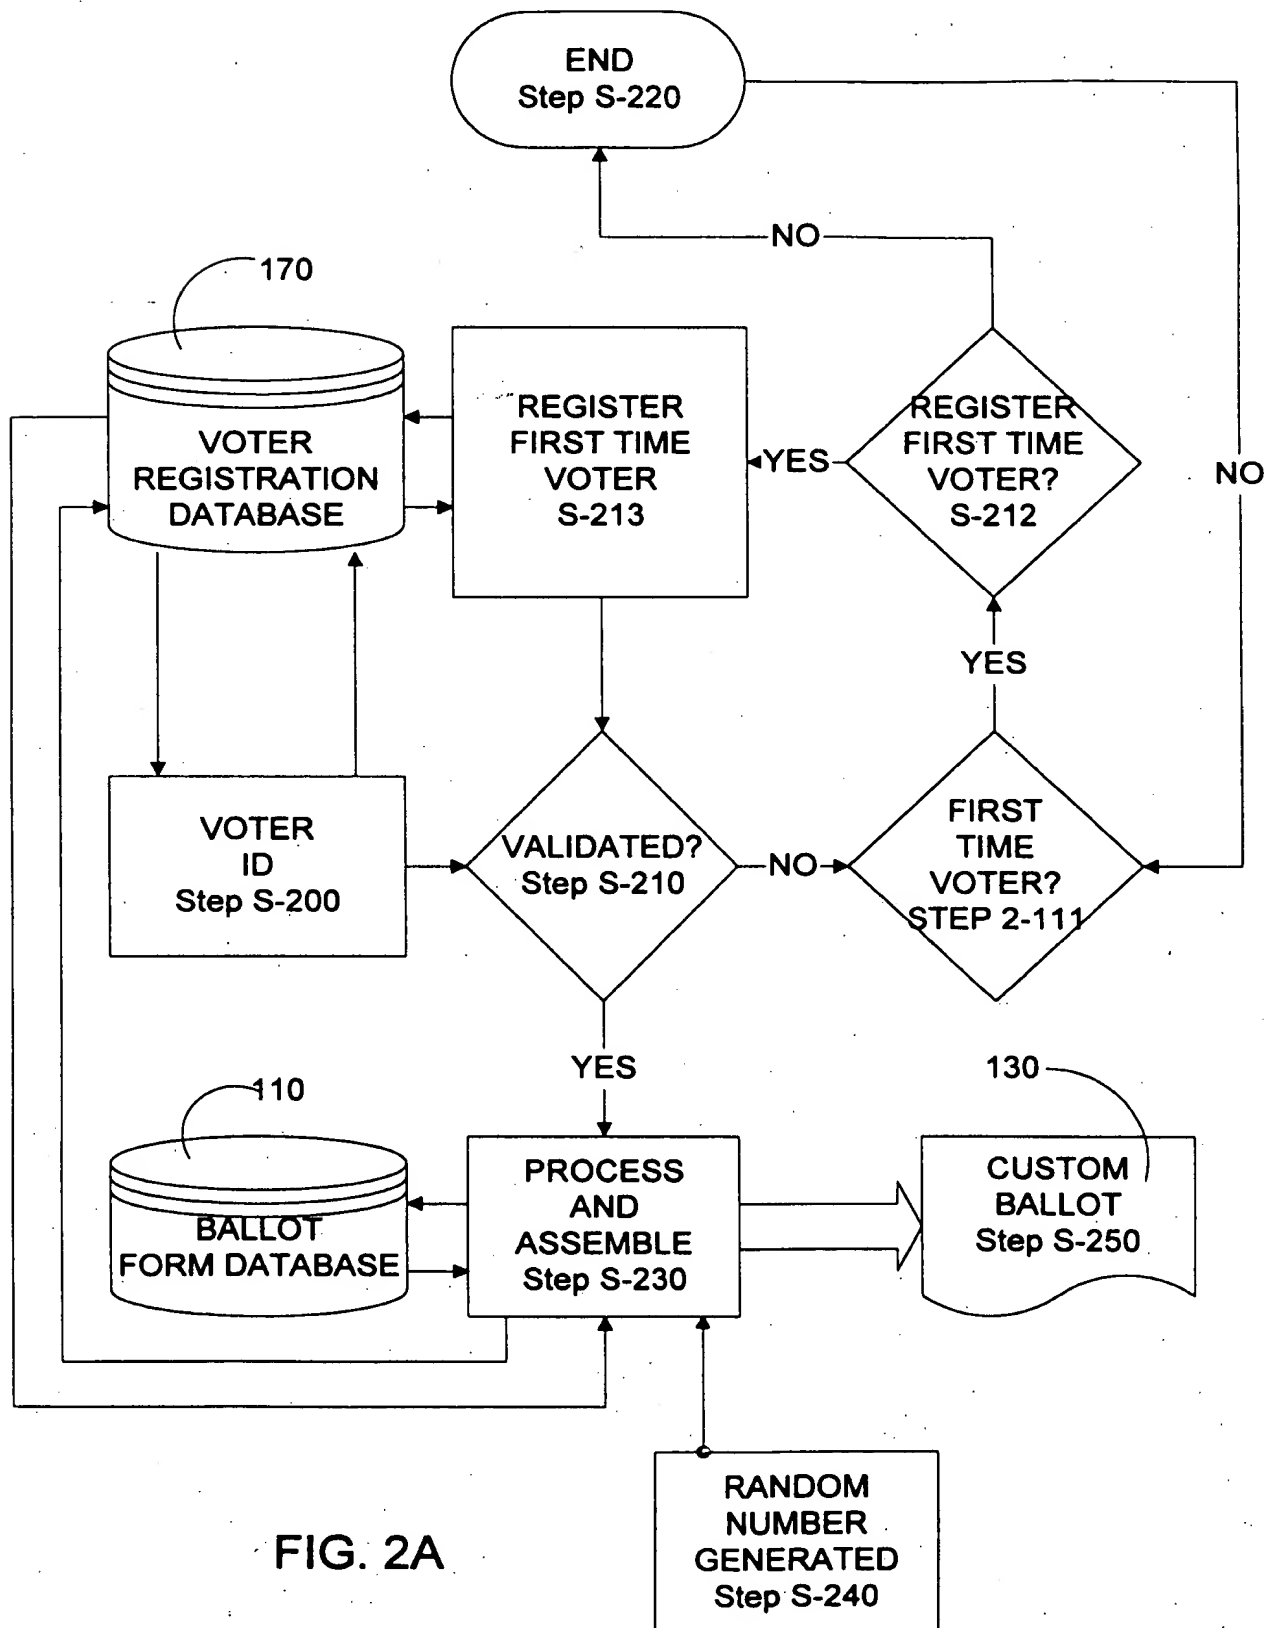 END
Step S-220
NO
170
REGISTER
FIRST TIME
VOTER
S-213
REGISTER
FIRST TIME
VOTER?
S-212
YES
NO
VOTER
REGISTRATION
DATABASE
YES
VOTER
ID
Step S-200
VALIDATED?
Step S-210
NO
FIRST
TIME
VOTER?
STEP 2-111
YES
110
130
BALLOT
FORM DATABASE
PROCESS
AND
ASSEMBLE
Step S-230
CUSTOM
BALLOT
Step S-250
RANDOM
NUMBER
GENERATED
Step S-240
FIG. 2A